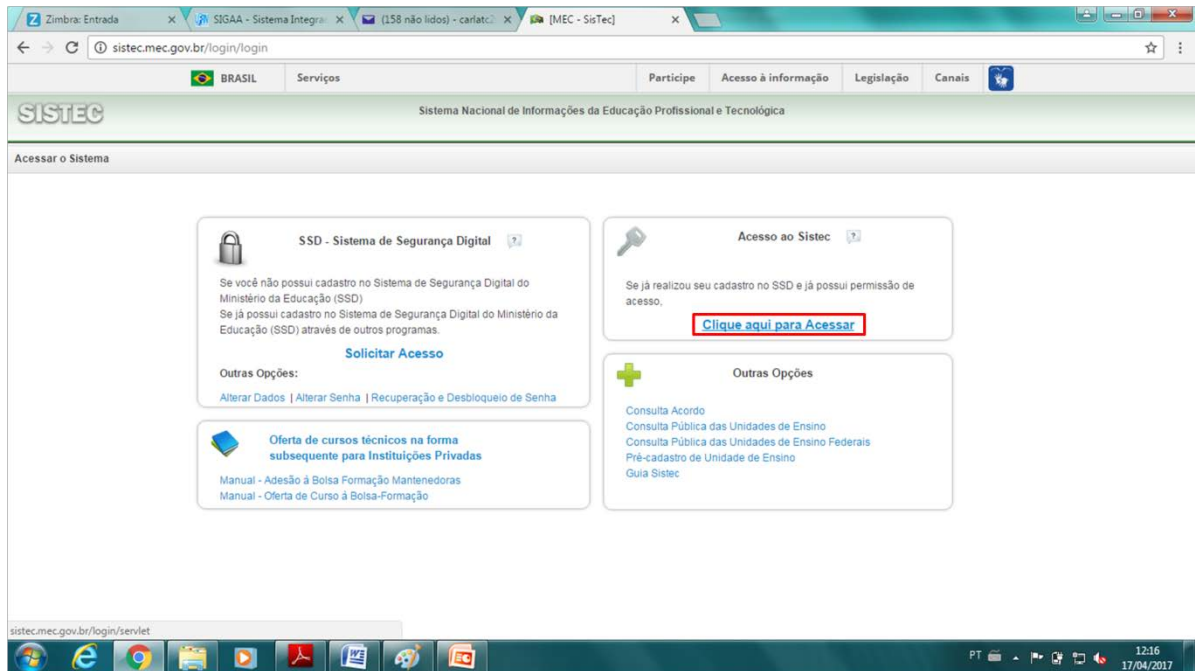 Zimbra: Entrada
SIGAA - Sistema Integra
(158 não lidos) - carlatc2
[MEC - SisTec]
sistec.mec.gov.br/login/login
BRASIL Serviços Participe Acesso à informação Legislação Canais
SISTEC
Sistema Nacional de Informações da Educação Profissional e Tecnológica
Acessar o Sistema
SSD - Sistema de Segurança Digital ?
Se você não possui cadastro no Sistema de Segurança Digital do
Ministério da Educação (SSD)
Se já possui cadastro no Sistema de Segurança Digital do Ministério da
Educação (SSD) através de outros programas.
Solicitar Acesso
Outras Opções:
Alterar Dados | Alterar Senha | Recuperação e Desbloqueio de Senha
Oferta de cursos técnicos na forma
subsequente para Instituições Privadas
Manual - Adesão á Bolsa Formação Mantenedoras
Manual - Oferta de Curso á Bolsa-Formação
Acesso ao Sistec ?
Se já realizou seu cadastro no SSD e já possui permissão de
acesso,
Clique aqui para Acessar
Outras Opções
Consulta Acordo
Consulta Pública das Unidades de Ensino
Consulta Pública das Unidades de Ensino Federais
Pré-cadastro de Unidade de Ensino
Guia Sistec
sistec.mec.gov.br/login/servlet
PT
12:16
17/04/2017